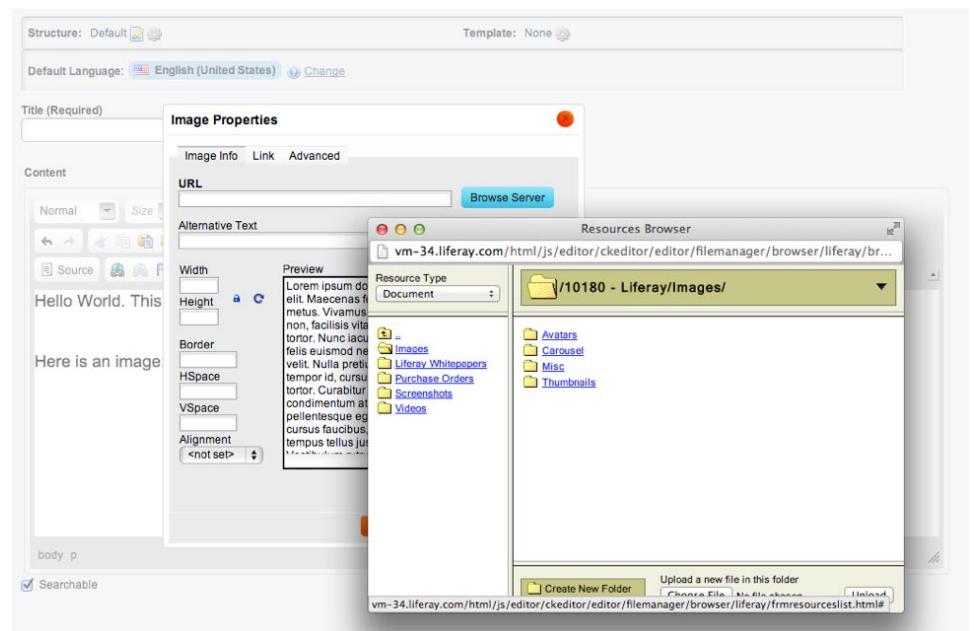 Structure: Default Template: None
Default Language: English (United States) Change
Title (Required)
Content
Normal Size
Source
Hello World. This
Here is an image
body p
Searchable
Image Properties
Image Info Link Advanced
URL
Browse Server
Alternative Text
Width
Height
Border
HSpace
VSpace
Alignment
<not set>
Preview
Lorem ipsum do
elit. Maecenas
metus. Vivamus
non, facilisis vita
tortor. Nunc iacu
felis euismod ne
velit. Nulla preti
tempor id, cursu
tortor. Curabitur
condimentum at
pellentesque eg
cursus faucibus,
tempus tellus jus
Resources Browser
vm-34.liferay.com/html/js/editor/ckeditor/editor/filemanager/browser/liferay/br...
Resource Type
Document
/10180 - Liferay/Images/
..
Images
Liferay Whitepapers
Purchase Orders
Screenshots
Videos
Avatars
Carousel
Misc
Thumbnails
Create New Folder
Upload a new file in this folder
Choose File No file chosen Upload
vm-34.liferay.com/html/js/editor/ckeditor/editor/filemanager/browser/liferay/frmresourceslist.html#